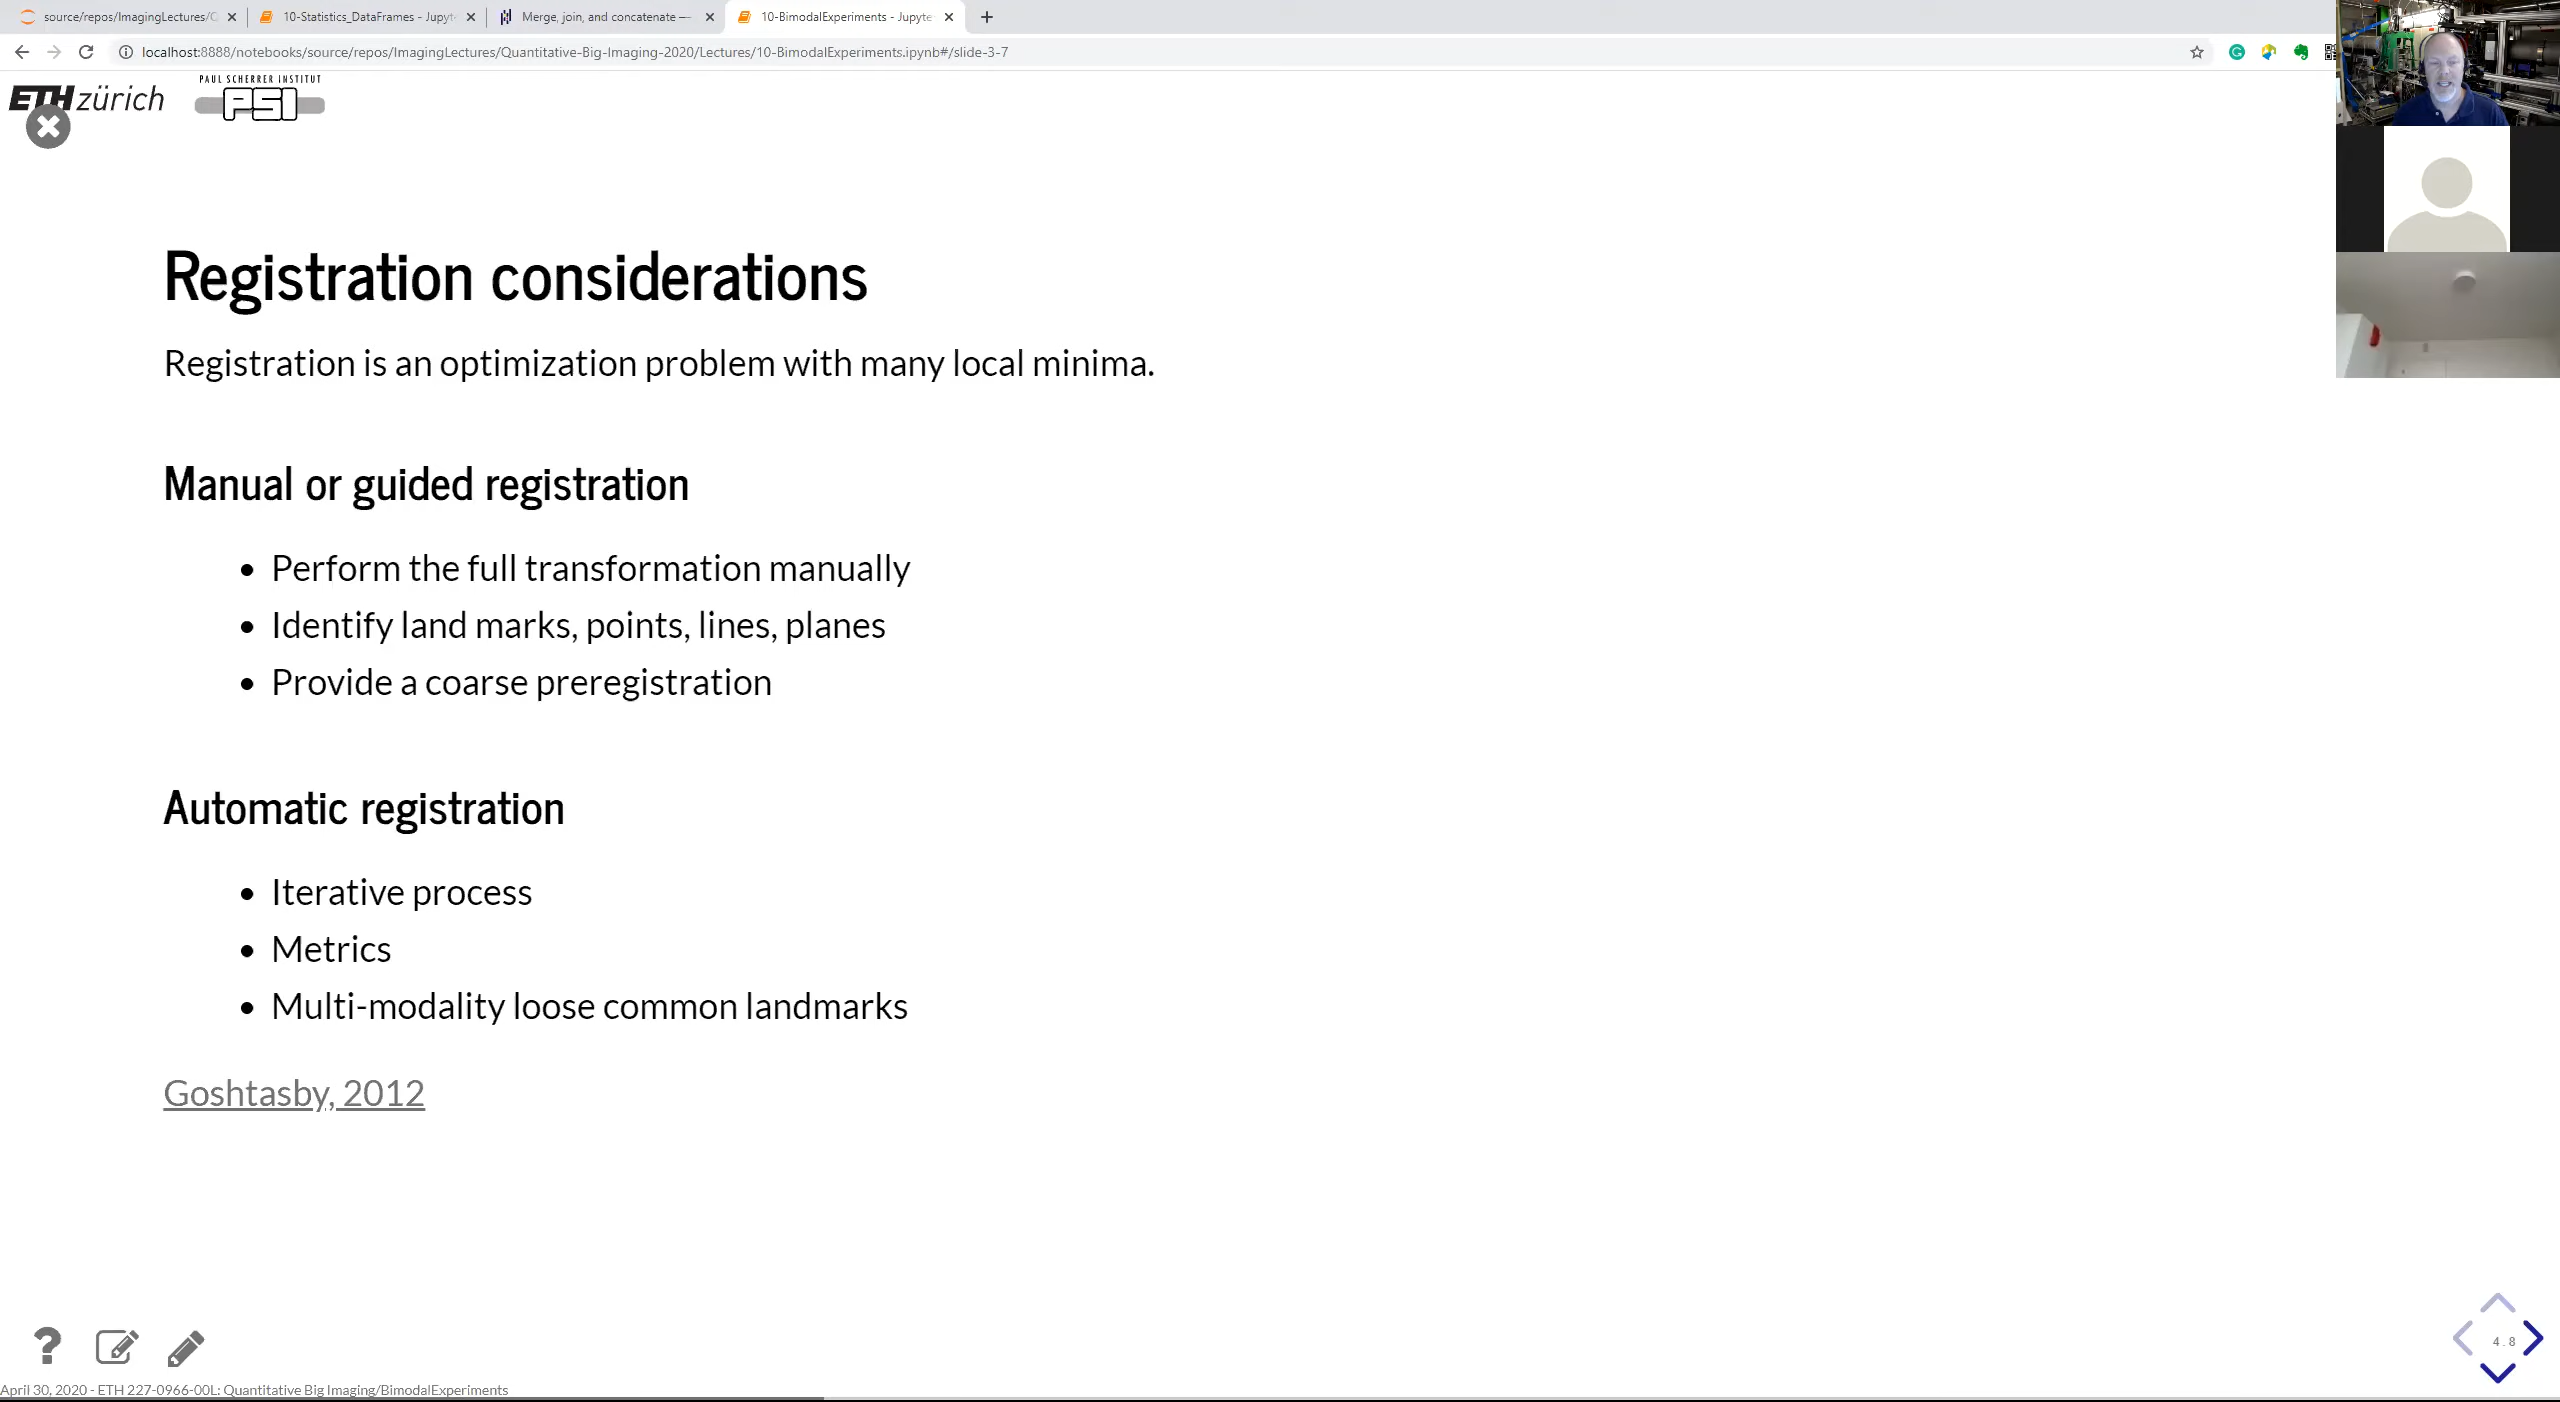 source/repos/ImagingLectures/Q
10-Statistics_DataFrames - Jupyt
Merge, join, and concatenate —
10-BimodalExperiments - Jupyte
localhost:8888/notebooks/source/repos/ImagingLectures/Quantitative-Big-Imaging-2020/Lectures/10-BimodalExperiments.ipynb#/slide-3-7
ETH zürich
PAUL SCHERRER INSTITUT
PSI
Registration considerations
Registration is an optimization problem with many local minima.
Manual or guided registration
• Perform the full transformation manually
• Identify land marks, points, lines, planes
• Provide a coarse preregistration
Automatic registration
• Iterative process
• Metrics
• Multi-modality loose common landmarks
Goshtasby, 2012
4.8
April 30, 2020 - ETH 227-0966-00L: Quantitative Big Imaging/BimodalExperiments